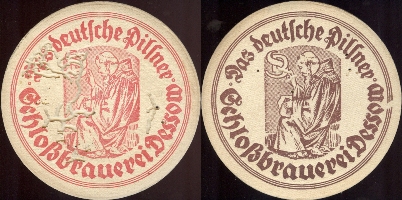 Das deutsche Pilsner
Schloßbrauerei Dessow
Das deutsche Pilsner
S
Schloßbrauerei Dessow